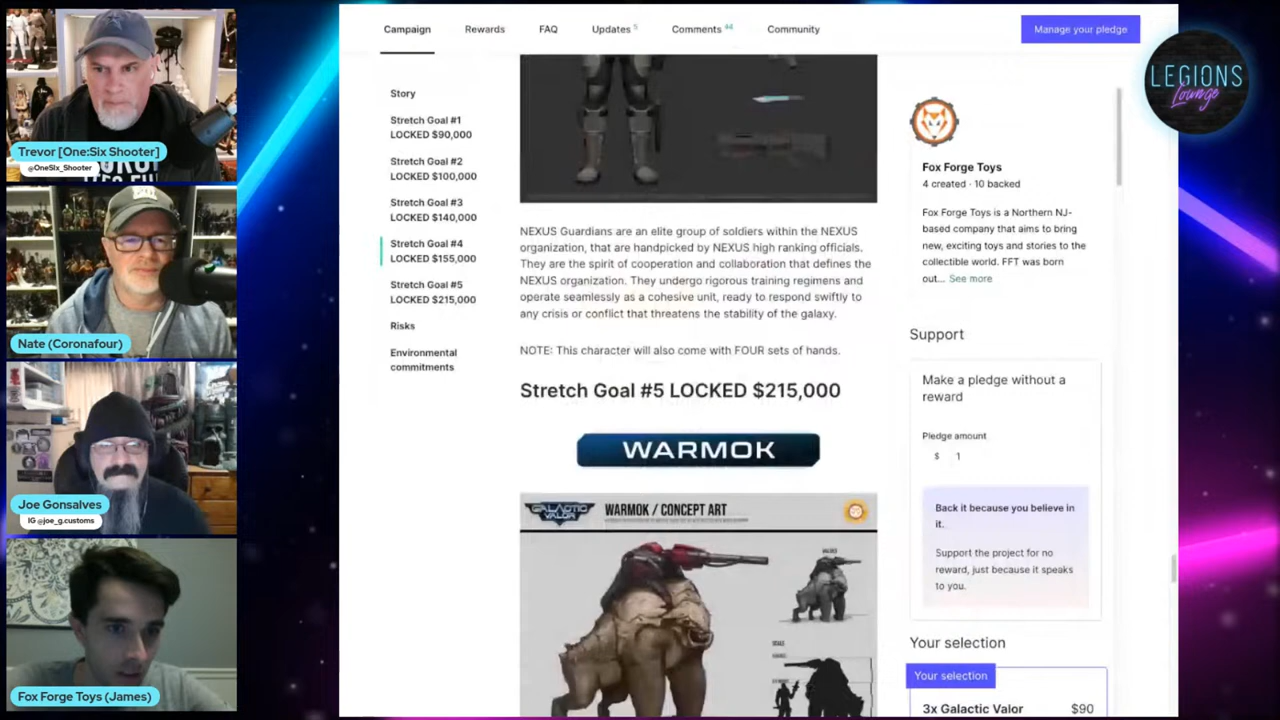 Trevor [One:Six Shooter]
@OneSix_Shooter
Nate (Coronafour)
Joe Gonsalves
IG @joe_g.customs
Fox Forge Toys (James)
Campaign
Rewards
FAQ
Updates 5
Comments 44
Community
Manage your pledge
LEGIONS
Lounge
Story
Stretch Goal #1
LOCKED $90,000
Stretch Goal #2
LOCKED $100,000
Stretch Goal #3
LOCKED $140,000
Stretch Goal #4
LOCKED $155,000
Stretch Goal #5
LOCKED $215,000
Risks
Environmental
commitments
NEXUS Guardians are an elite group of soldiers within the NEXUS
organization, that are handpicked by NEXUS high ranking officials.
They are the spirit of cooperation and collaboration that defines the
NEXUS organization. They undergo rigorous training regimens and
operate seamlessly as a cohesive unit, ready to respond swiftly to
any crisis or conflict that threatens the stability of the galaxy.
NOTE: This character will also come with FOUR sets of hands.
Stretch Goal #5 LOCKED $215,000
WARMOK
GALACTIC
VALOR
WARMOK / CONCEPT ART
Fox Forge Toys
4 created · 10 backed
Fox Forge Toys is a Northern NJ-
based company that aims to bring
new, exciting toys and stories to the
collectible world. FFT was born
out... See more
Support
Make a pledge without a
reward
Pledge amount
$ 1
Back it because you believe in
it.
Support the project for no
reward, just because it speaks
to you.
Your selection
Your selection
3x Galactic Valor
$90